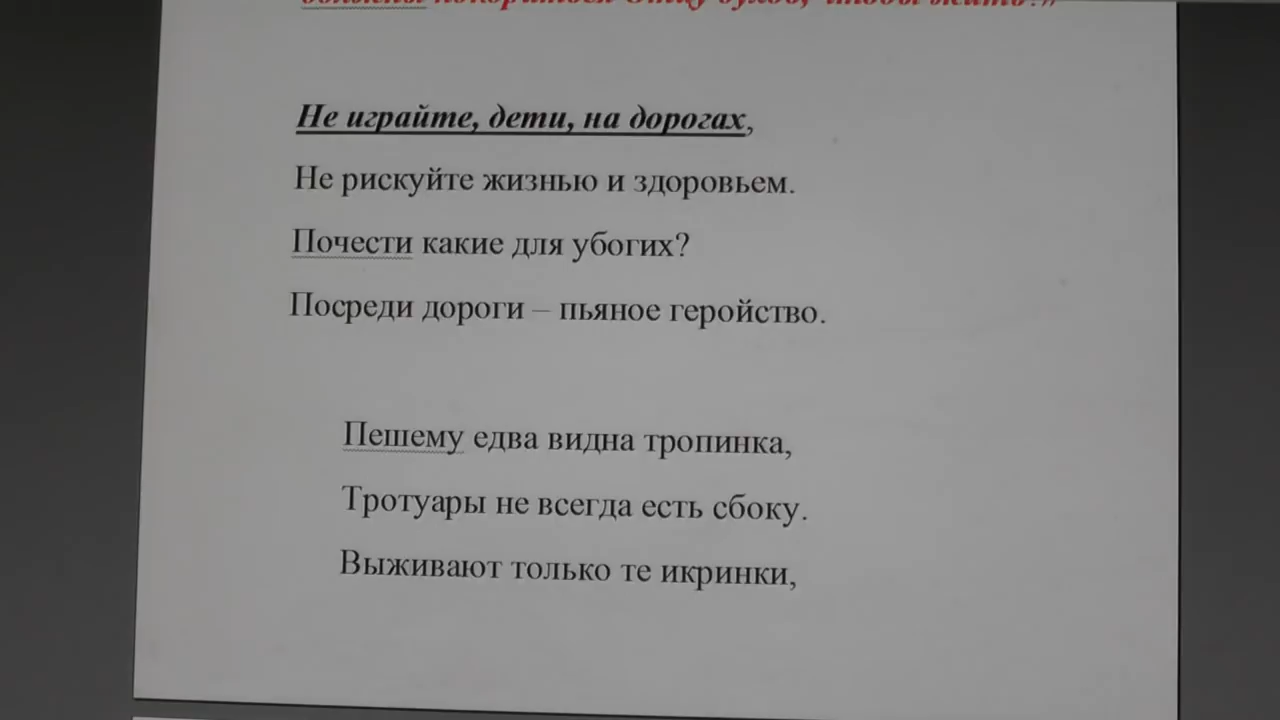 Не играйте, дети, на дорогах,
Не рискуйте жизнью и здоровьем.
Почести какие для убогих?
Посреди дороги – пьяное геройство.
Пешему едва видна тропинка,
Тротуары не всегда есть сбоку.
Выживают только те икринки,